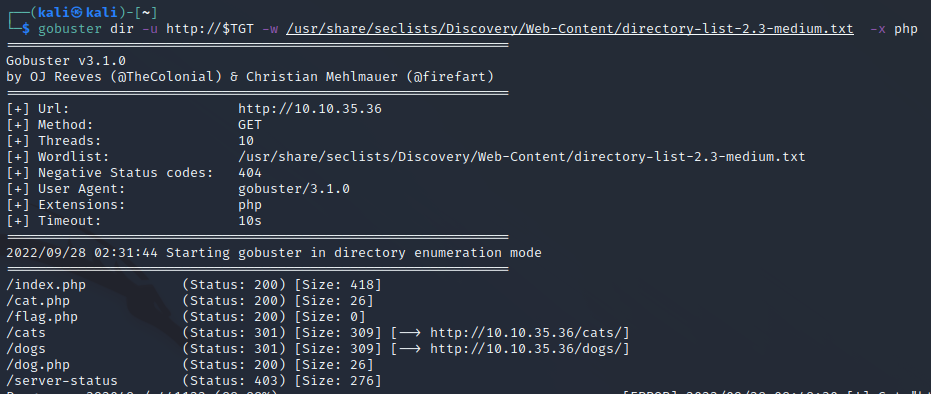 ┌──(kali㉿kali)-[~]
└─$ gobuster dir -u http://$TGT -w /usr/share/seclists/Discovery/Web-Content/directory-list-2.3-medium.txt -x php
===============================================================
Gobuster v3.1.0
by OJ Reeves (@TheColonial) & Christian Mehlmauer (@firefart)
===============================================================
[+] Url: http://10.10.35.36
[+] Method: GET
[+] Threads: 10
[+] Wordlist: /usr/share/seclists/Discovery/Web-Content/directory-list-2.3-medium.txt
[+] Negative Status codes: 404
[+] User Agent: gobuster/3.1.0
[+] Extensions: php
[+] Timeout: 10s
===============================================================
2022/09/28 02:31:44 Starting gobuster in directory enumeration mode
===============================================================
/index.php (Status: 200) [Size: 418]
/cat.php (Status: 200) [Size: 26]
/flag.php (Status: 200) [Size: 0]
/cats (Status: 301) [Size: 309] [--> http://10.10.35.36/cats/]
/dogs (Status: 301) [Size: 309] [--> http://10.10.35.36/dogs/]
/dog.php (Status: 200) [Size: 26]
/server-status (Status: 403) [Size: 276]